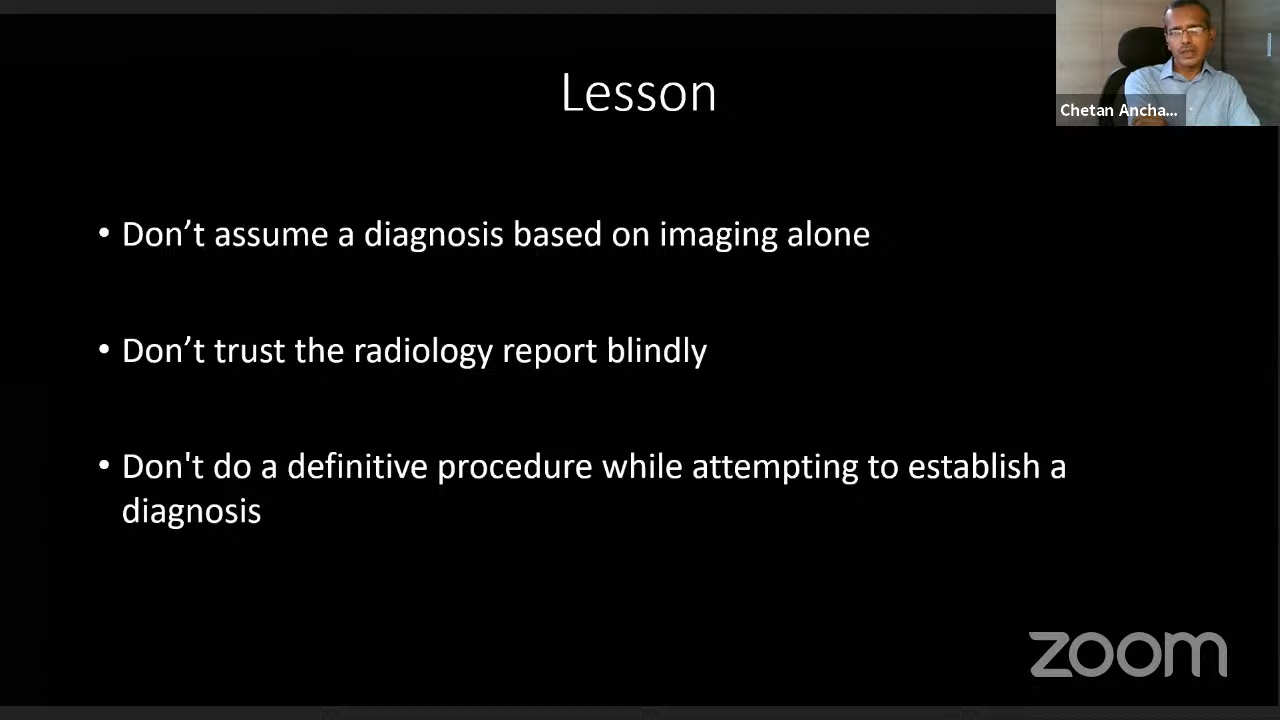 Lesson
Chetan Ancha...
• Don’t assume a diagnosis based on imaging alone
• Don’t trust the radiology report blindly
• Don't do a definitive procedure while attempting to establish a
diagnosis
zoom